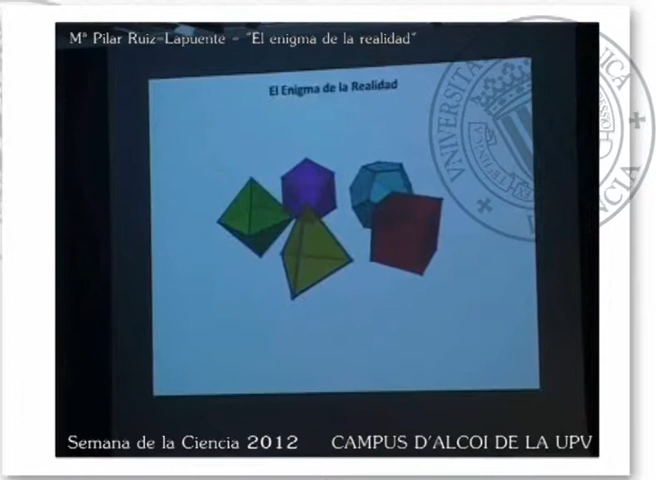 Mª Pilar Ruiz-Lapuente - "El enigma de la realidad"
El Enigma de la Realidad
Semana de la Ciencia 2012 CAMPUS D'ALCOI DE LA UPV